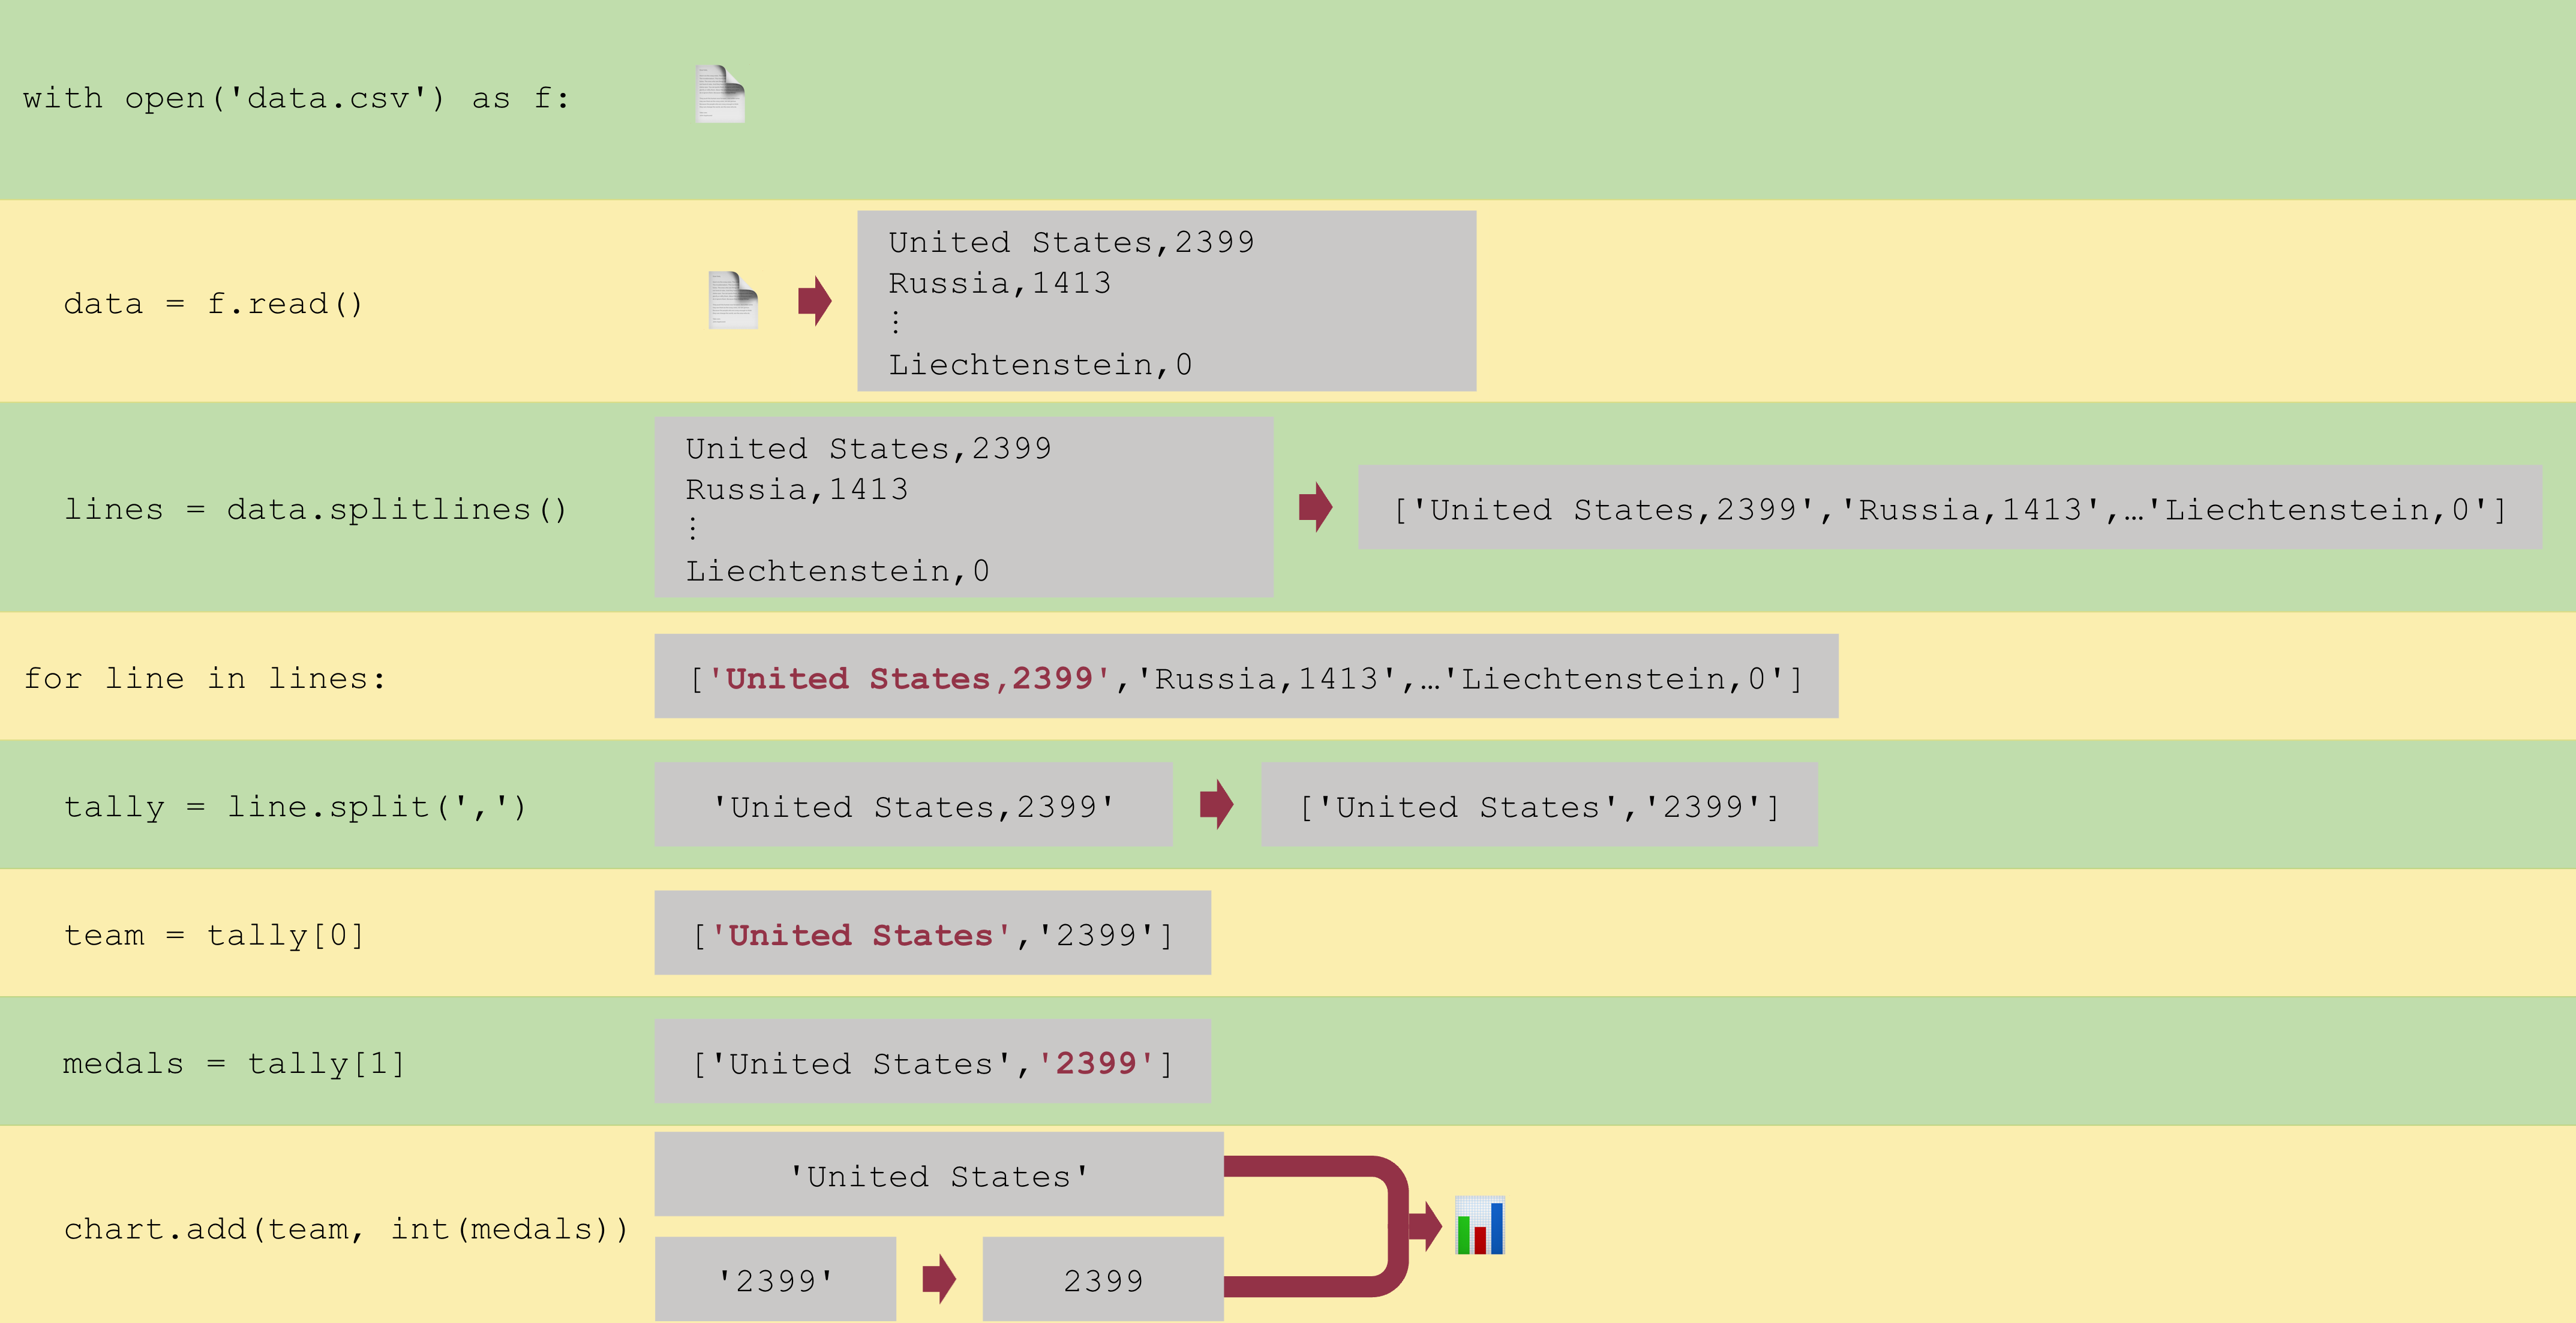 with open('data.csv') as f:
data = f.read()
United States,2399
Russia,1413
⋮
Liechtenstein,0
lines = data.splitlines()
United States,2399
Russia,1413
⋮
Liechtenstein,0
['United States,2399','Russia,1413',…'Liechtenstein,0']
for line in lines:
['United States,2399','Russia,1413',…'Liechtenstein,0']
tally = line.split(',')
'United States,2399'
['United States','2399']
team = tally[0]
['United States','2399']
medals = tally[1]
['United States','2399']
chart.add(team, int(medals))
'United States'
'2399'
2399